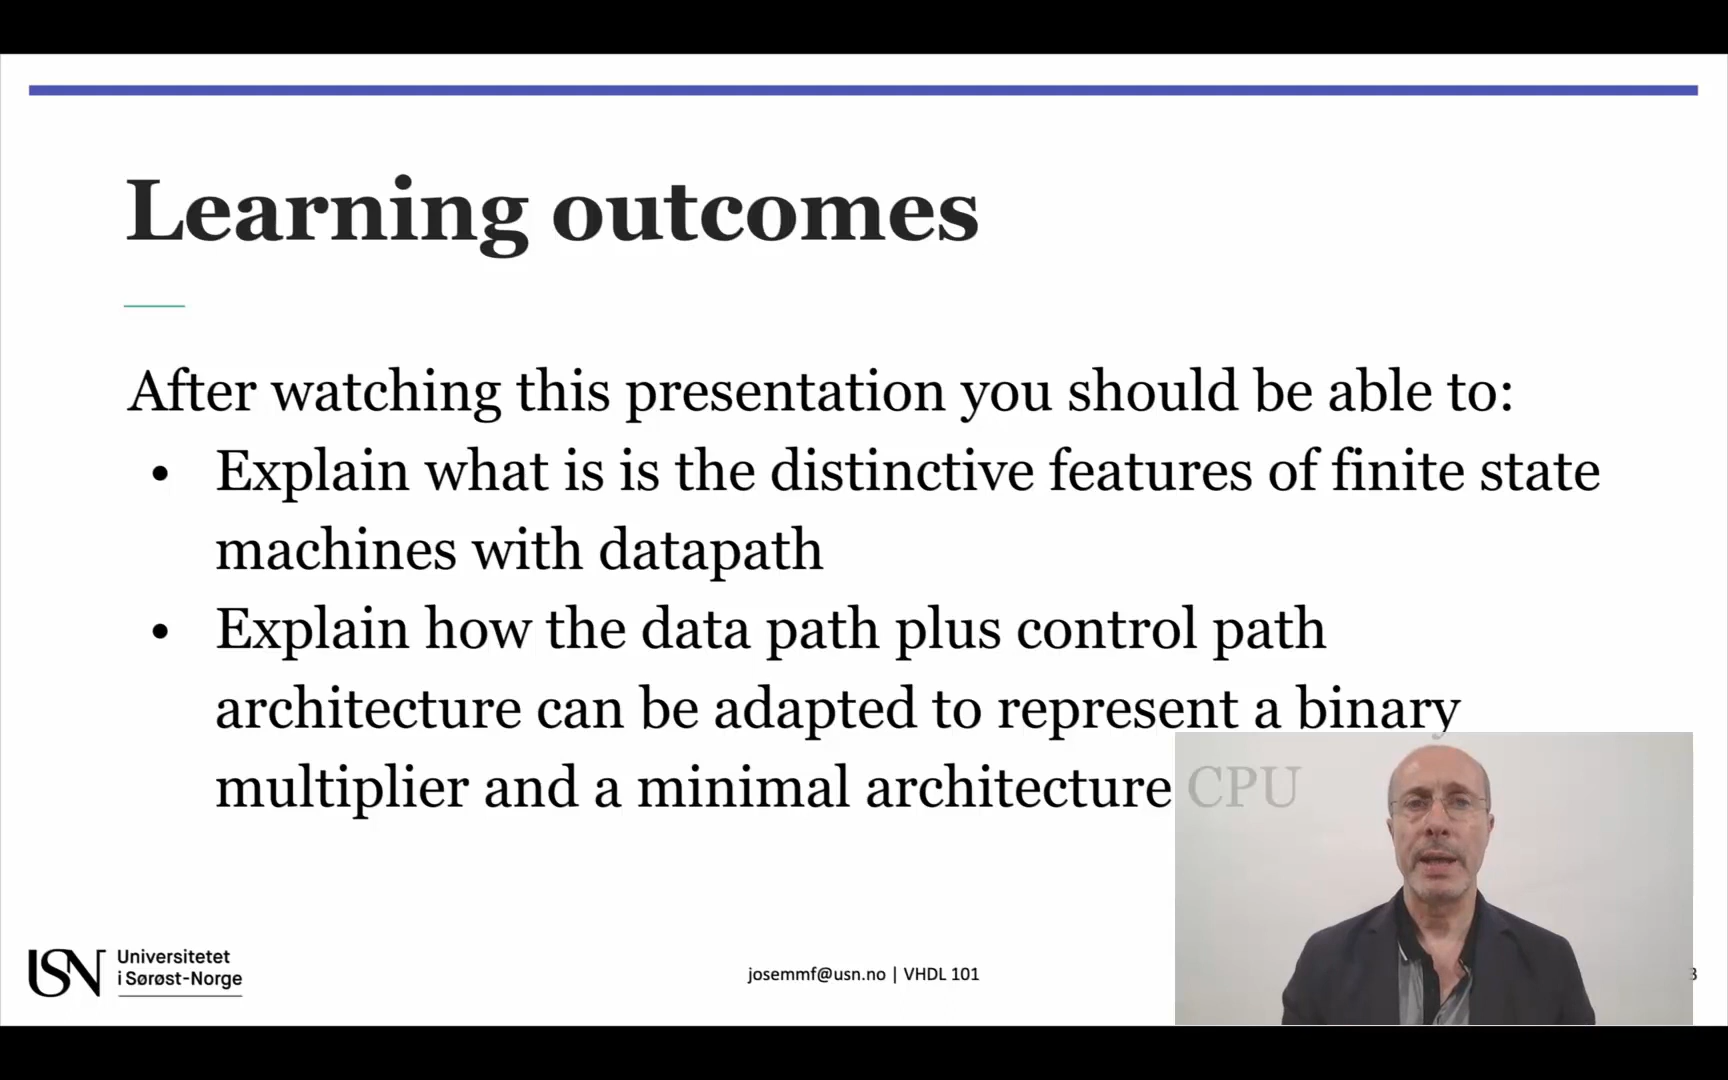 Learning outcomes
After watching this presentation you should be able to:
• Explain what is is the distinctive features of finite state
machines with datapath
• Explain how the data path plus control path
architecture can be adapted to represent a binary
multiplier and a minimal architecture CPU
USN Universitetet
i Sørøst-Norge
josemmf@usn.no | VHDL 101
3